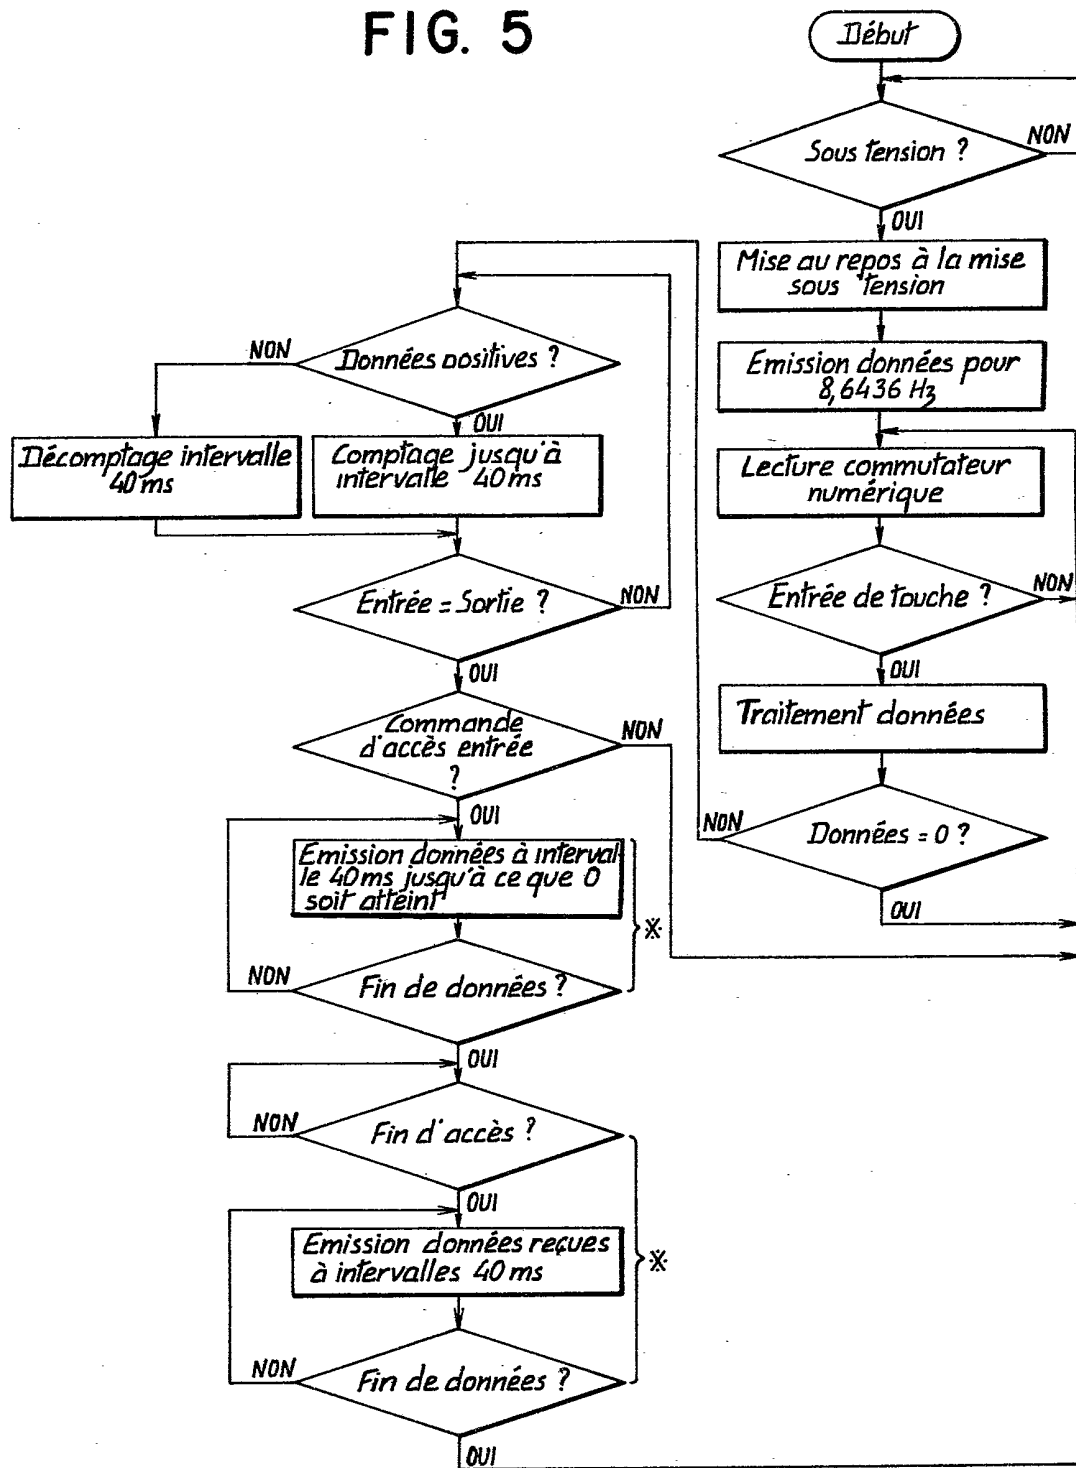 FIG. 5
Début
Sous tension ?
NON
OUI
Mise au repos à la mise
sous tension
Emission données pour
8,6436 Hz
Lecture commutateur
numérique
Entrée de touche ?
NON
OUI
Traitement données
Données = 0 ?
NON
OUI
Données positives ?
NON
OUI
Décomptage intervalle
40 ms
Comptage jusqu'à
intervalle 40 ms
Entrée = Sortie ?
NON
OUI
Commande
d'accès entrée
?
NON
OUI
Emission données à interval-
le 40 ms jusqu'à ce que 0
soit atteint
※
Fin de données ?
NON
OUI
Fin d'accès ?
NON
OUI
Emission données reçues
à intervalles 40 ms
※
Fin de données ?
NON
OUI